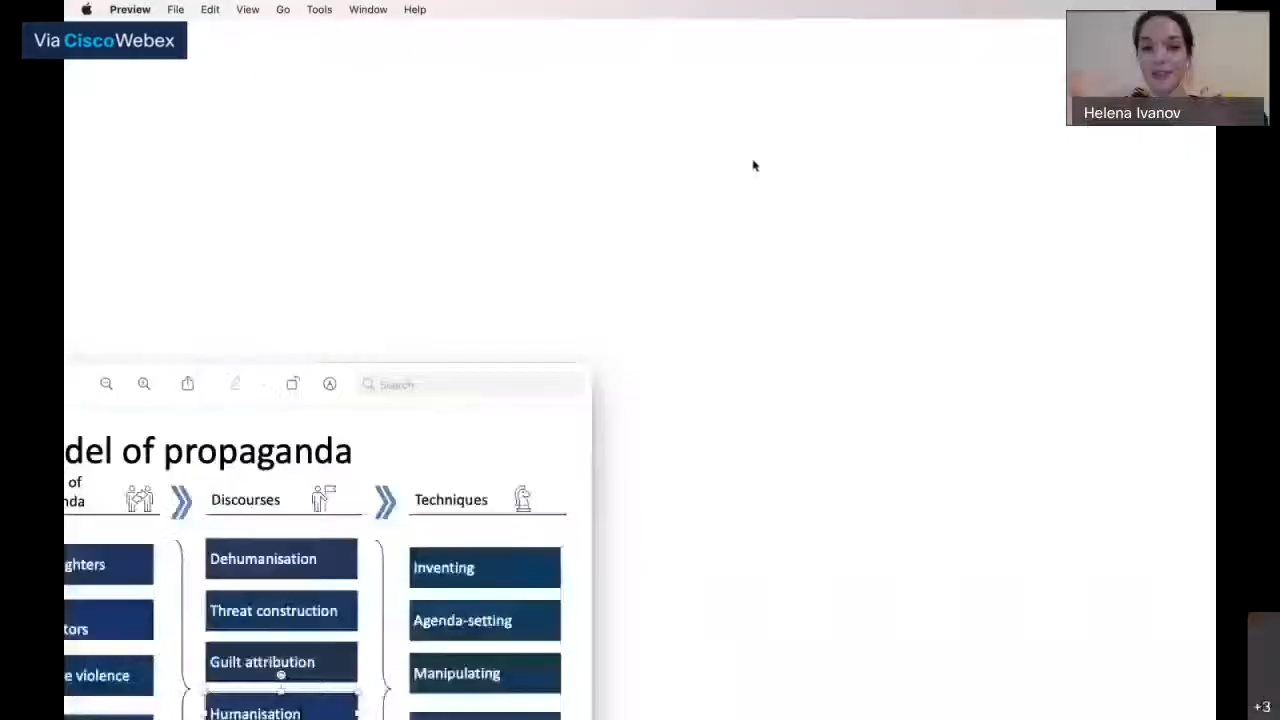 Preview File Edit View Go Tools Window Help
Via CiscoWebex
Helena Ivanov
Search
del of propaganda
of
nda
Discourses
Techniques
ghters
Dehumanisation
Inventing
tors
Threat construction
Agenda-setting
e violence
Guilt attribution
Manipulating
Humanisation
+3